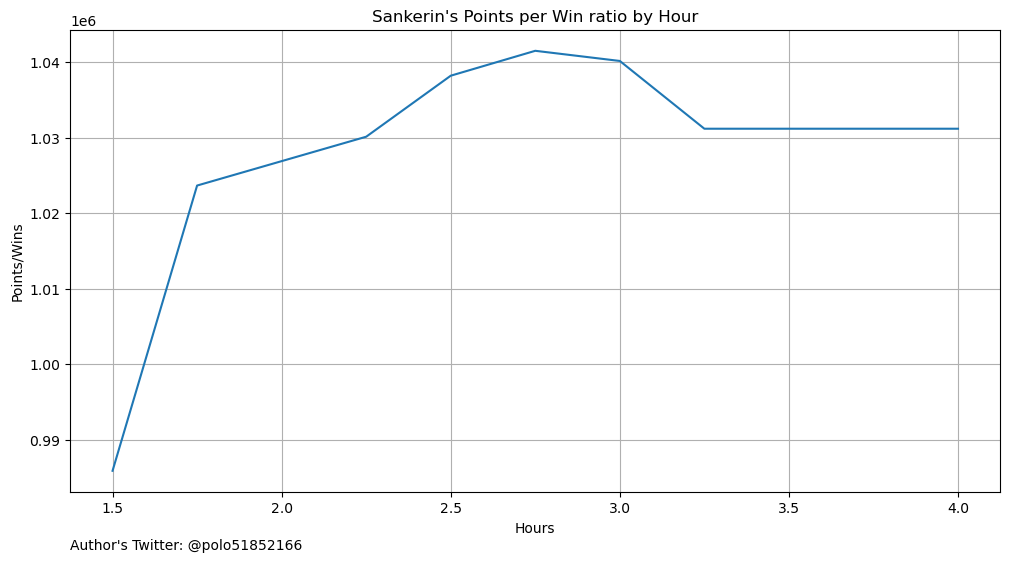 Sankerin's Points per Win ratio by Hour
1e6
1.04
1.03
1.02
1.01
1.00
0.99
Points/Wins
1.5 2.0 2.5 3.0 3.5 4.0
Hours
Author's Twitter: @polo51852166